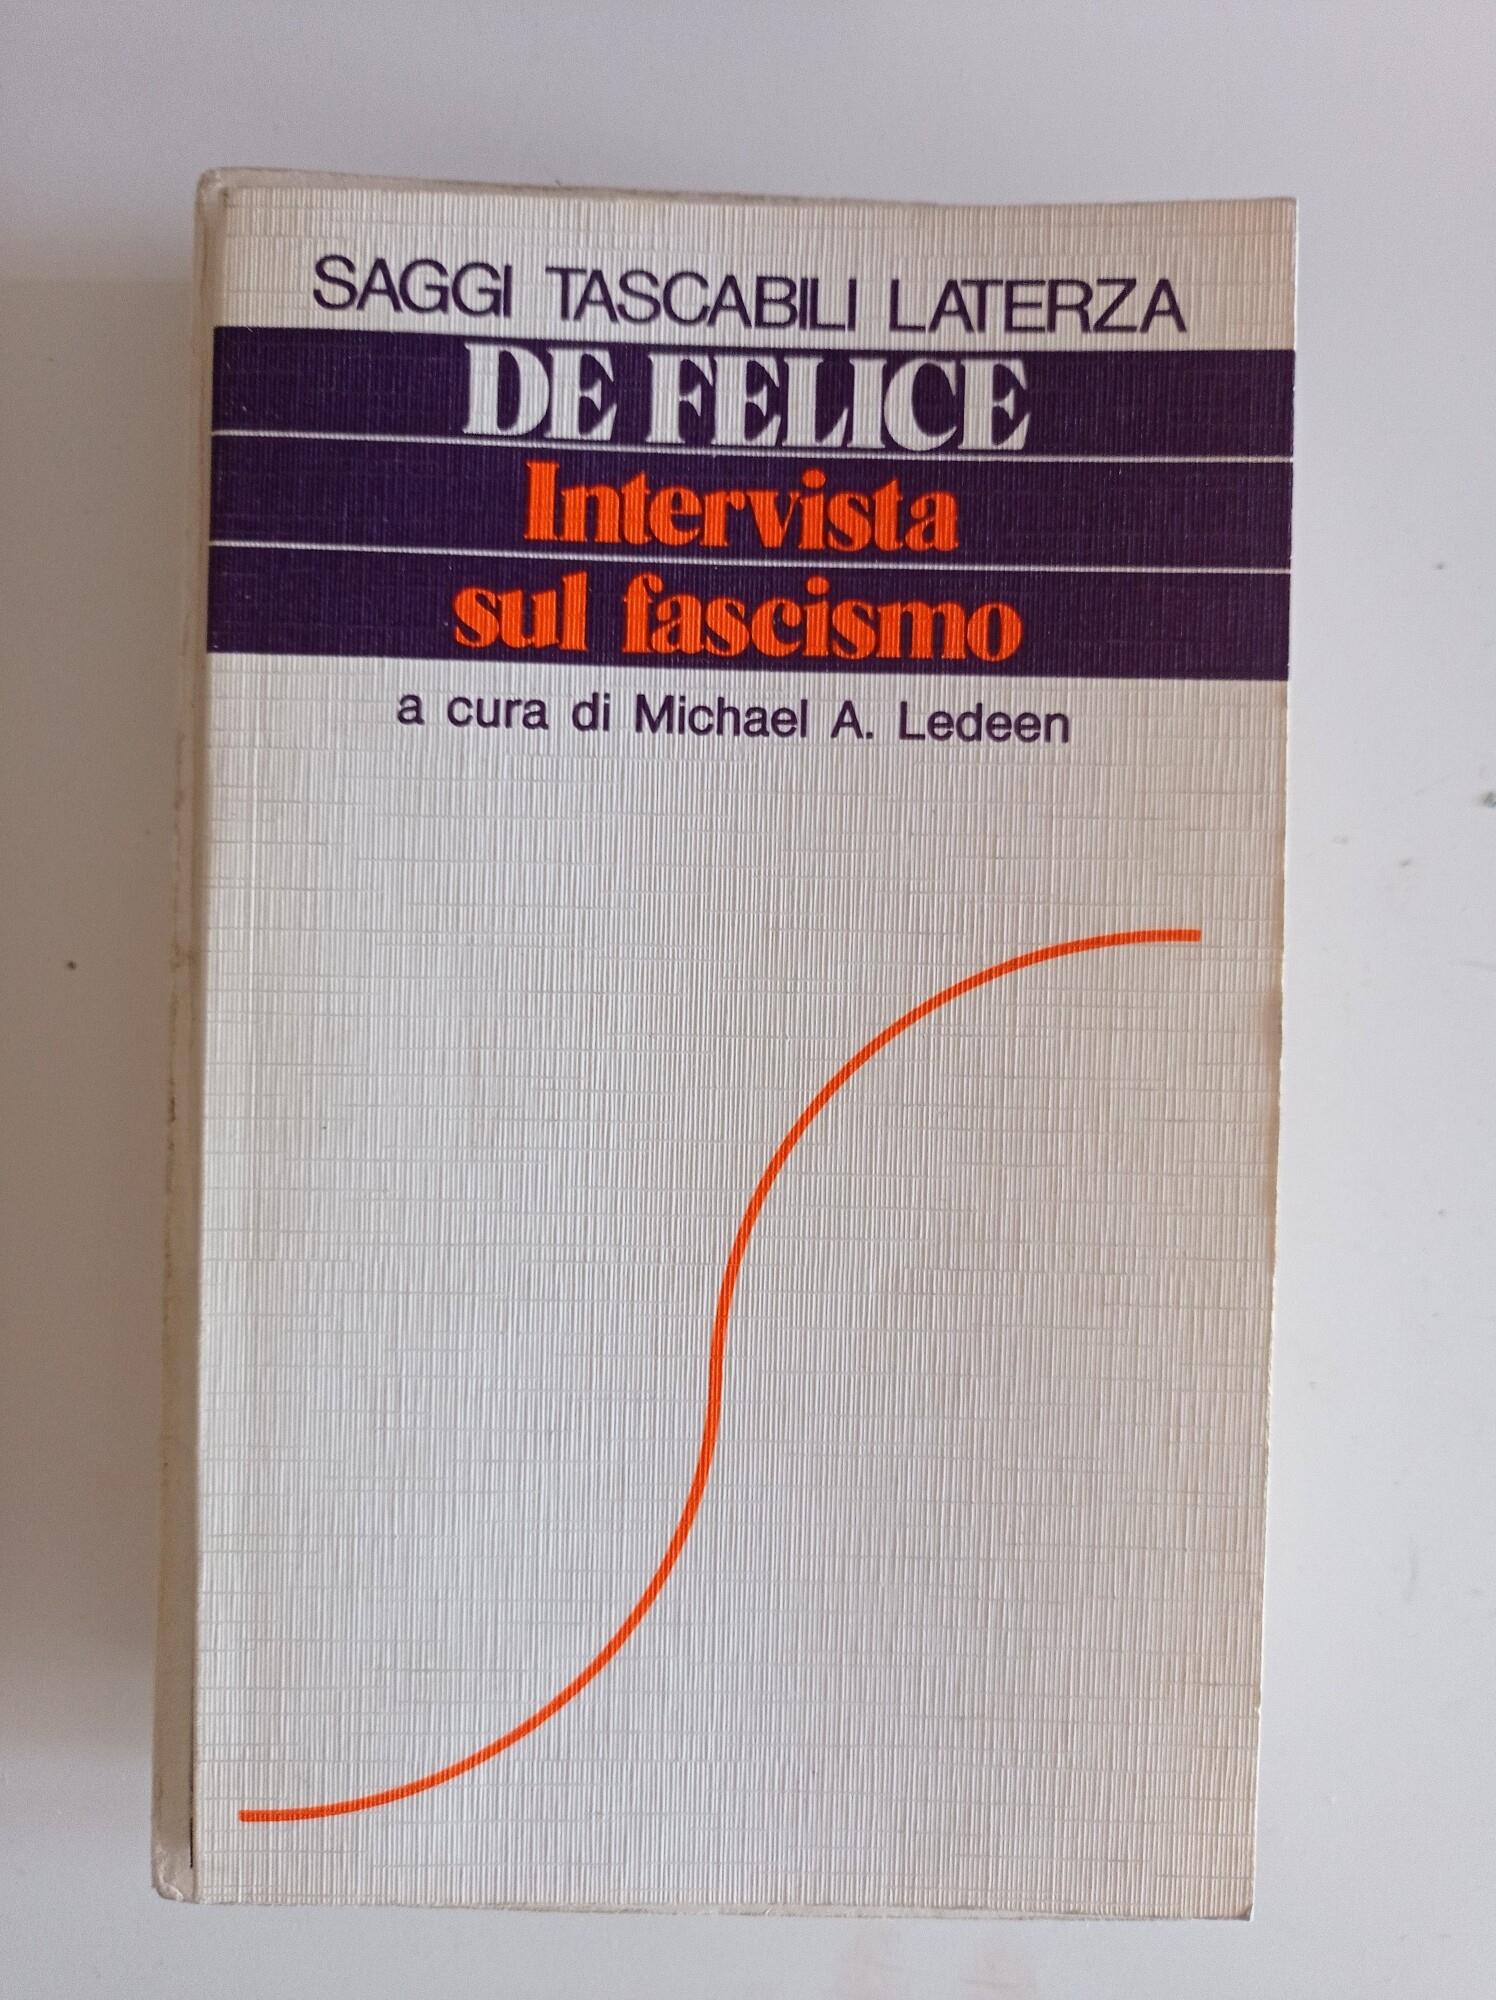 SAGGI TASCABILI LATERZA
DE FELICE
Intervista
sul fascismo
a cura di Michael A. Ledeen